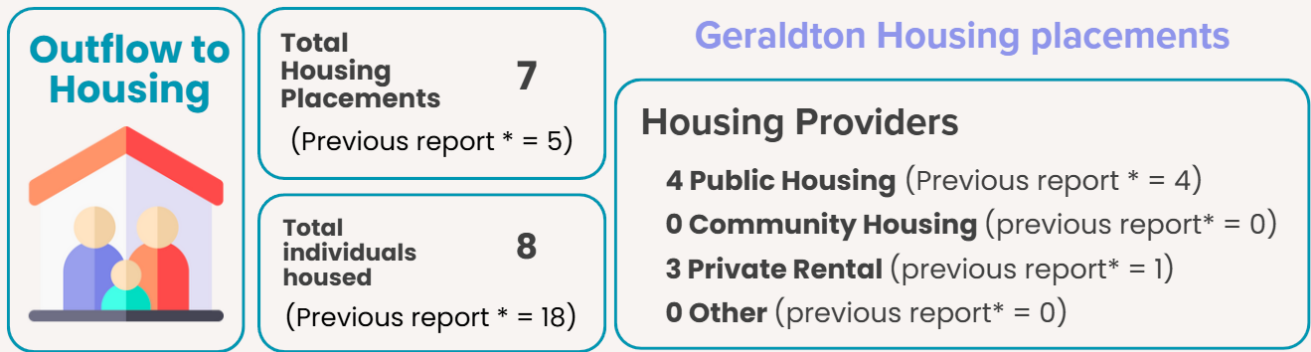 Outflow to
Housing
Total
Housing
Placements
7
(Previous report * = 5)
Total
individuals
housed
8
(Previous report * = 18)
Geraldton Housing placements
Housing Providers
4 Public Housing (Previous report * = 4)
0 Community Housing (previous report* = 0)
3 Private Rental (previous report* = 1)
0 Other (previous report* = 0)